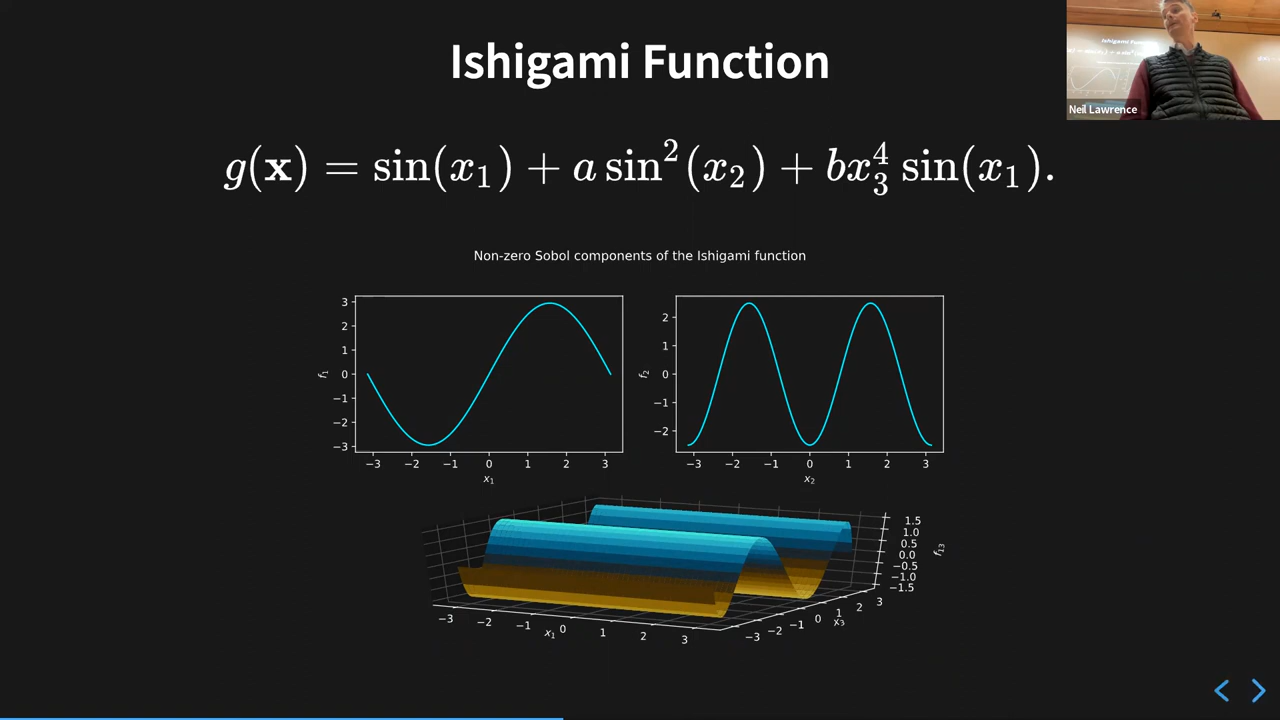 Ishigami Function
Neil Lawrence
g(x) = sin(x₁) + a sin²(x₂) + bx₃⁴ sin(x₁).
Non-zero Sobol components of the Ishigami function
3
2
1
0
−1
−2
−3
f₁
−3 −2 −1 0 1 2 3
x₁
2
1
0
−1
−2
f₂
−3 −2 −1 0 1 2 3
x₂
1.5
1.0
0.5
0.0
−0.5
−1.0
−1.5
f₁₃
−3 −2 −1 0 1 2 3
x₁
−3 −2 −1 0 1 2 3
x₃